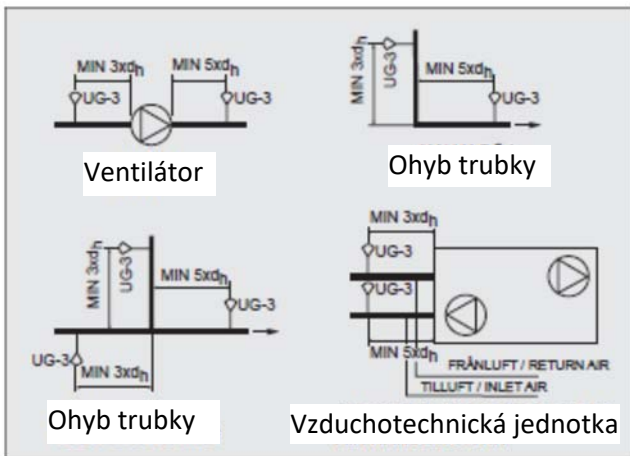 MIN 3xdh
MIN 5xdh
UG-3
UG-3
Ventilátor
MIN 3xdh
UG-3
MIN 5xdh
UG-3
Ohyb trubky
MIN 3xdh
UG-3
MIN 5xdh
UG-3
UG-3
MIN 3xdh
Ohyb trubky
MIN 3xdh
UG-3
UG-3
MIN 5xdh
FRÅNLUFT / RETURN AIR
TILLUFT / INLET AIR
Vzduchotechnická jednotka